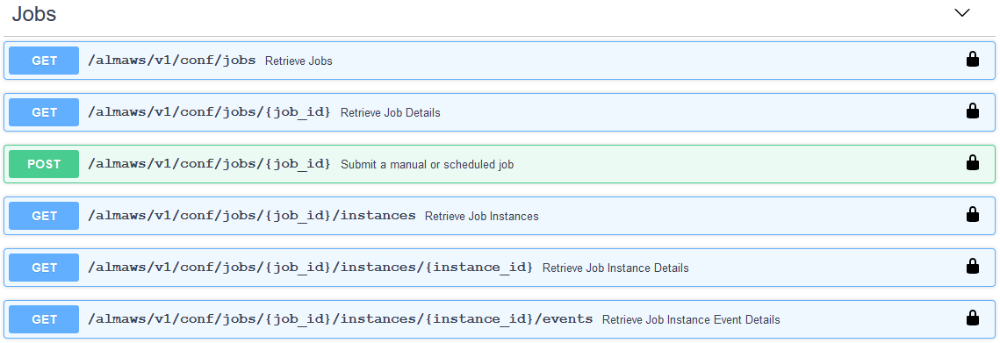 Jobs
GET /almaws/v1/conf/jobs Retrieve Jobs
GET /almaws/v1/conf/jobs/{job_id} Retrieve Job Details
POST /almaws/v1/conf/jobs/{job_id} Submit a manual or scheduled job
GET /almaws/v1/conf/jobs/{job_id}/instances Retrieve Job Instances
GET /almaws/v1/conf/jobs/{job_id}/instances/{instance_id} Retrieve Job Instance Details
GET /almaws/v1/conf/jobs/{job_id}/instances/{instance_id}/events Retrieve Job Instance Event Details